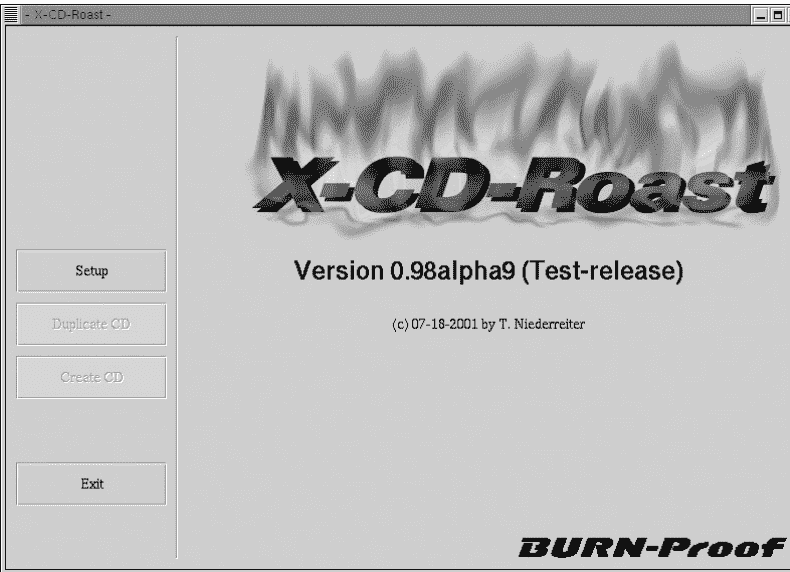 - X-CD-Roast -
X-CD-Roast
Version 0.98alpha9 (Test-release)
(c) 07-18-2001 by T. Niederreiter
Setup
Duplicate CD
Create CD
Exit
BURN-Proof